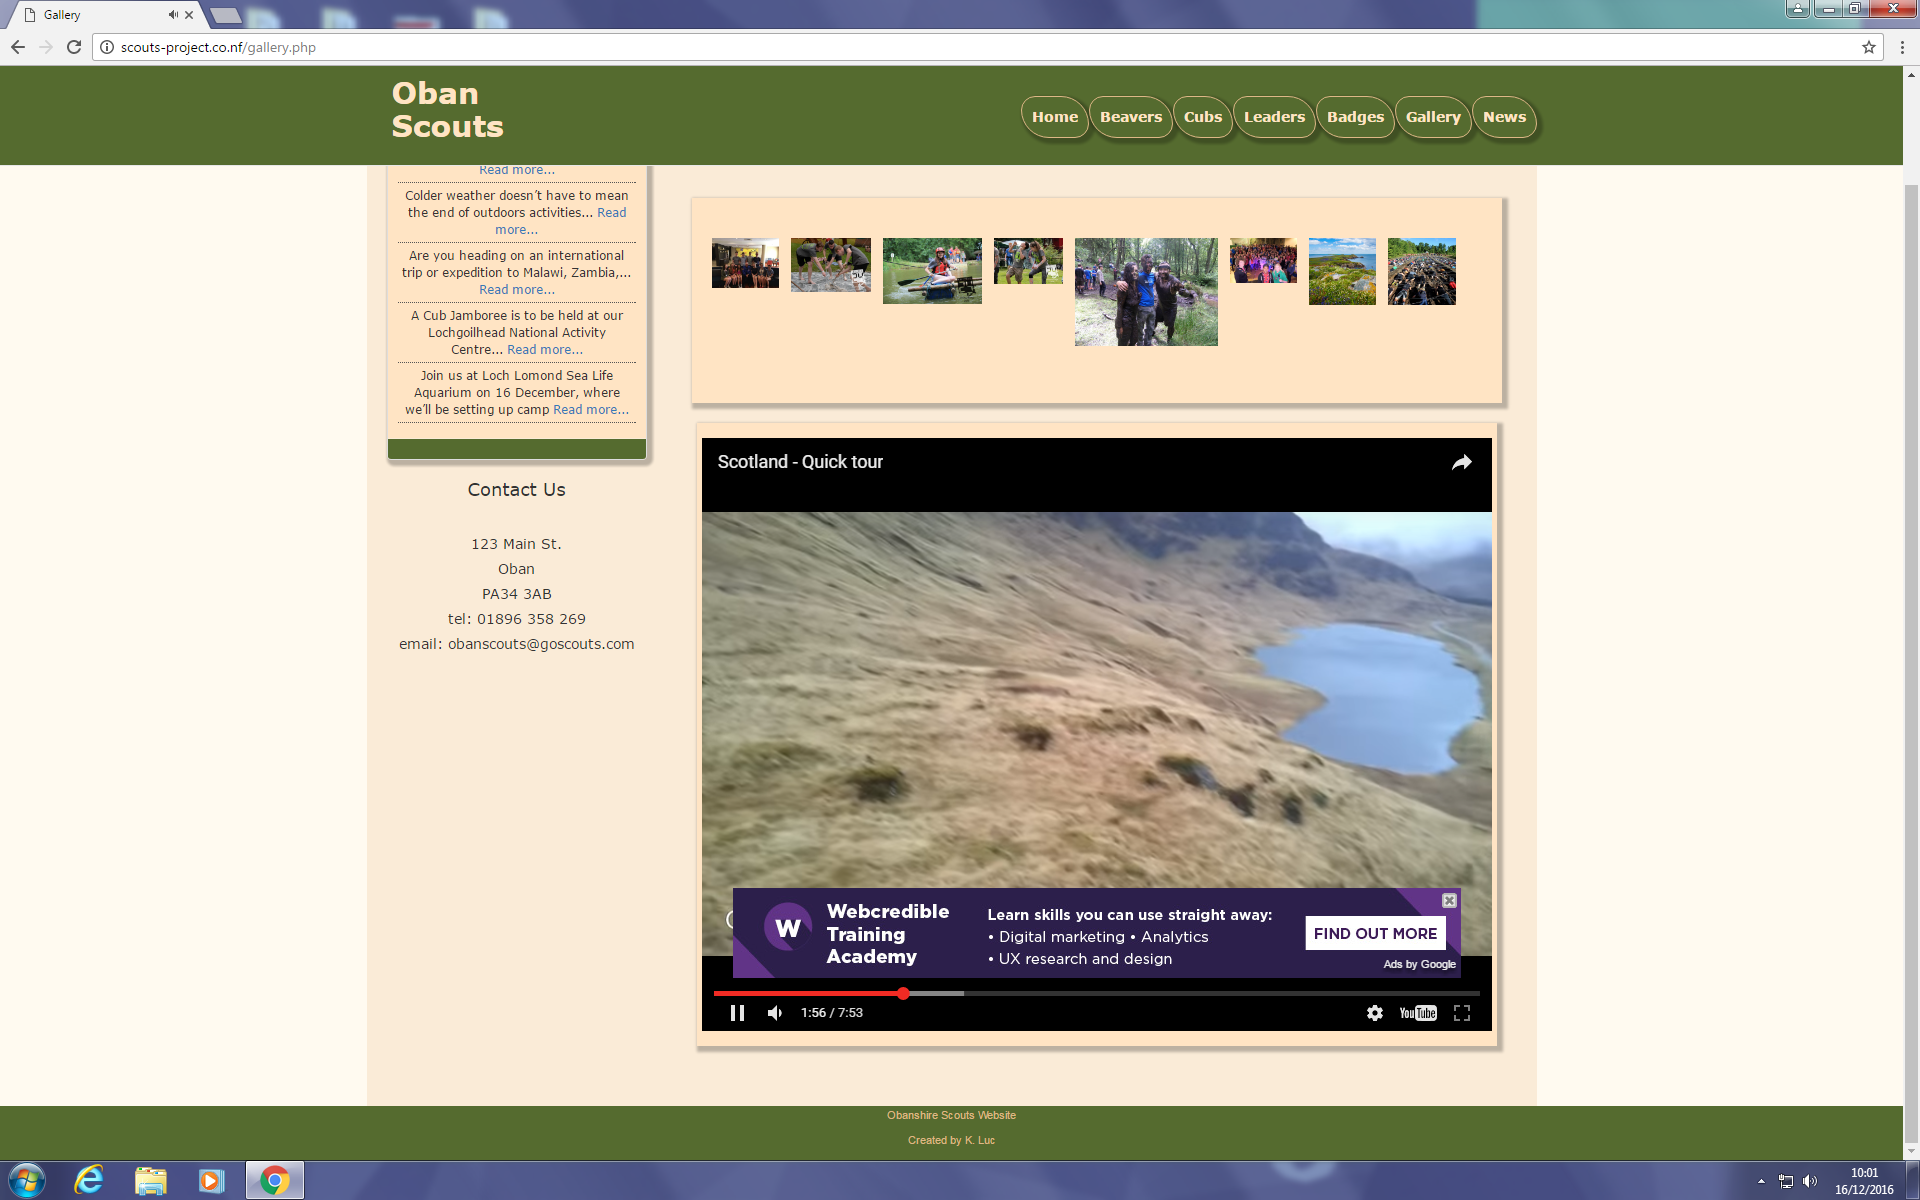 Gallery
scouts-project.co.nf/gallery.php
Oban
Scouts
Home Beavers Cubs Leaders Badges Gallery News
Read more...
Colder weather doesn’t have to mean
the end of outdoors activities... Read
more...
Are you heading on an international
trip or expedition to Malawi, Zambia,...
Read more...
A Cub Jamboree is to be held at our
Lochgoilhead National Activity
Centre... Read more...
Join us at Loch Lomond Sea Life
Aquarium on 16 December, where
we’ll be setting up camp Read more...
Contact Us
123 Main St.
Oban
PA34 3AB
tel: 01896 358 269
email: obanscouts@goscouts.com
Scotland - Quick tour
W
Webcredible
Training
Academy
Learn skills you can use straight away:
• Digital marketing • Analytics
• UX research and design
FIND OUT MORE
Ads by Google
1:56 / 7:53
YouTube
Obanshire Scouts Website
Created by K. Luc
10:01
16/12/2016